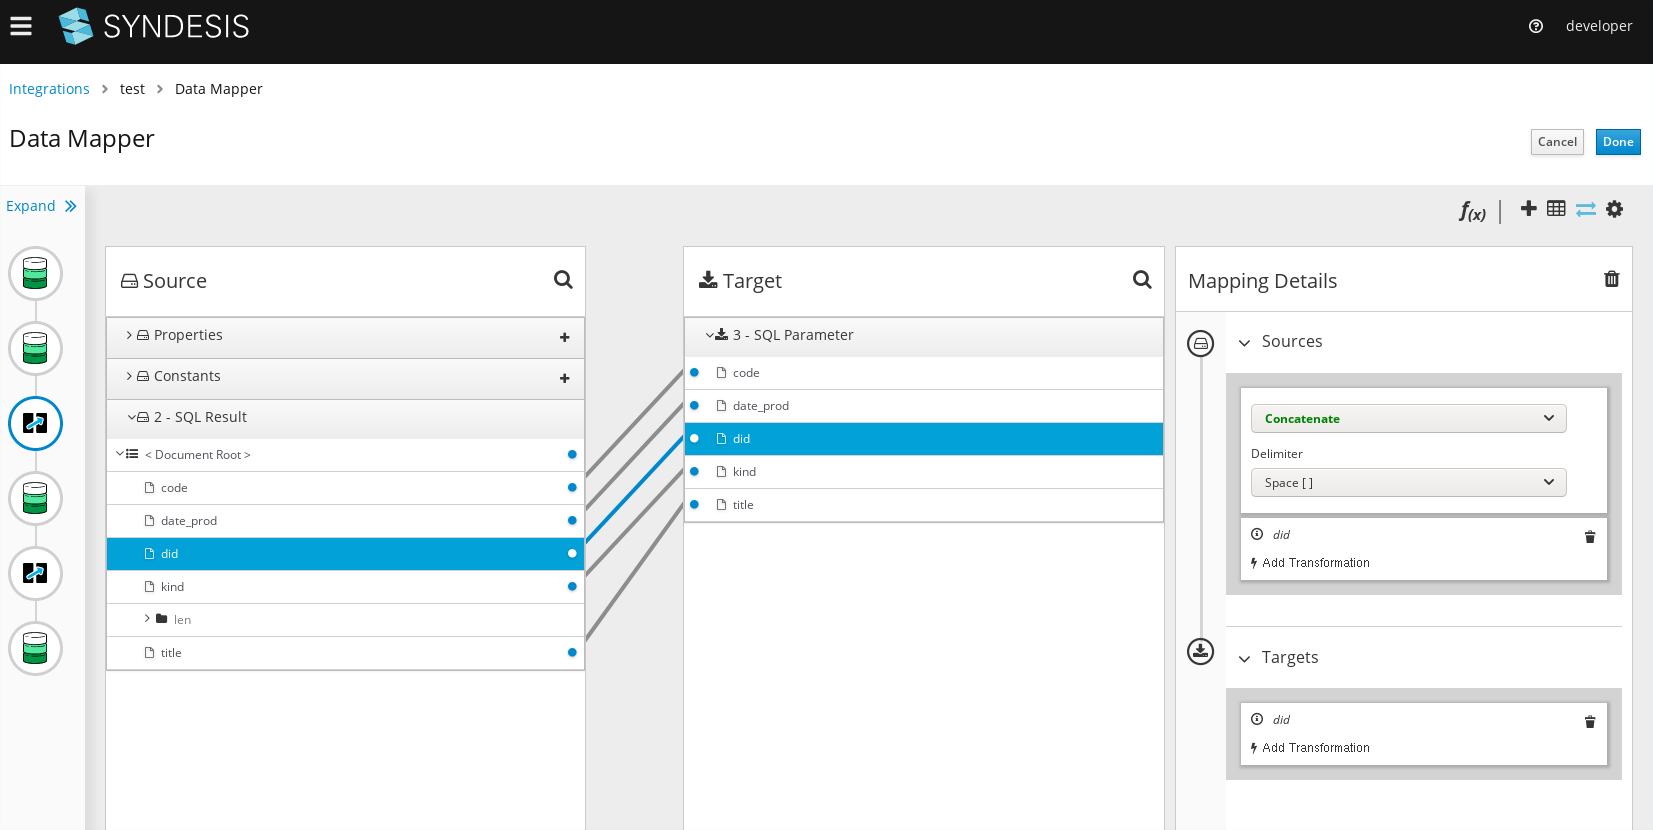 SYNDESIS
developer
Integrations > test > Data Mapper
Data Mapper
Cancel
Done
Expand
f(x)
Source
Properties
Constants
2 - SQL Result
< Document Root >
code
date_prod
did
kind
len
title
Target
3 - SQL Parameter
code
date_prod
did
kind
title
Mapping Details
Sources
Concatenate
Delimiter
Space [ ]
did
Add Transformation
Targets
did
Add Transformation